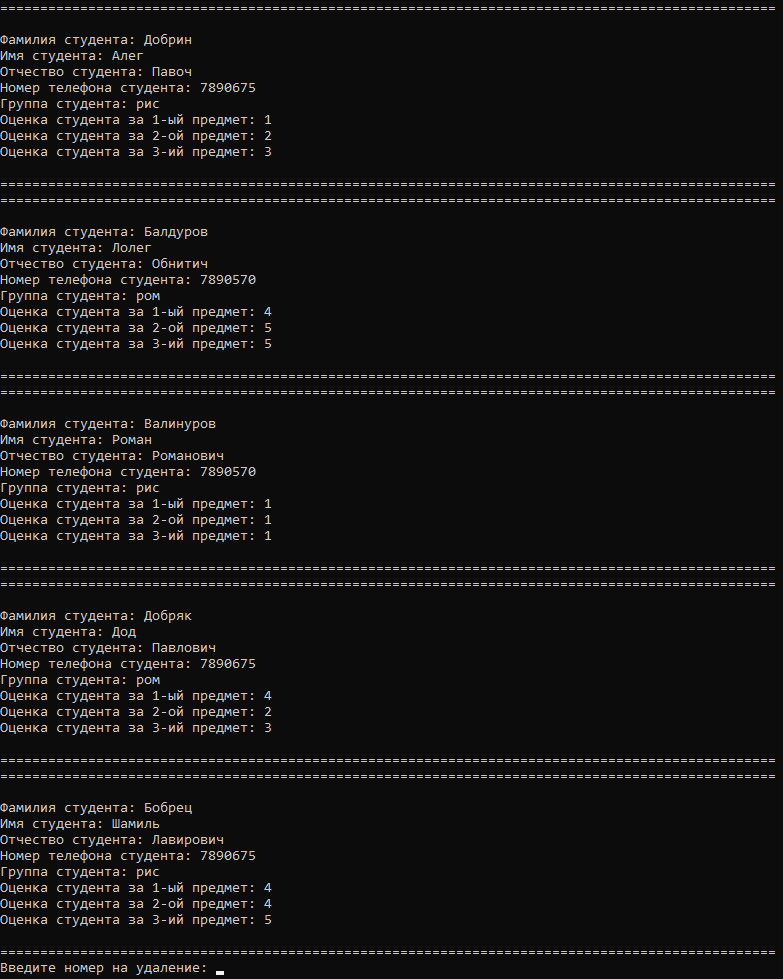 =================================================================================================
Фамилия студента: Добрин
Имя студента: Алег
Отчество студента: Павоч
Номер телефона студента: 7890675
Группа студента: рис
Оценка студента за 1-ый предмет: 1
Оценка студента за 2-ой предмет: 2
Оценка студента за 3-ий предмет: 3
=================================================================================================
=================================================================================================
Фамилия студента: Балдуров
Имя студента: Лолег
Отчество студента: Обнитич
Номер телефона студента: 7890570
Группа студента: ром
Оценка студента за 1-ый предмет: 4
Оценка студента за 2-ой предмет: 5
Оценка студента за 3-ий предмет: 5
=================================================================================================
=================================================================================================
Фамилия студента: Валинуров
Имя студента: Роман
Отчество студента: Романович
Номер телефона студента: 7890570
Группа студента: рис
Оценка студента за 1-ый предмет: 1
Оценка студента за 2-ой предмет: 1
Оценка студента за 3-ий предмет: 1
=================================================================================================
=================================================================================================
Фамилия студента: Добряк
Имя студента: Дод
Отчество студента: Павлович
Номер телефона студента: 7890675
Группа студента: ром
Оценка студента за 1-ый предмет: 4
Оценка студента за 2-ой предмет: 2
Оценка студента за 3-ий предмет: 3
=================================================================================================
=================================================================================================
Фамилия студента: Бобрец
Имя студента: Шамиль
Отчество студента: Лавирович
Номер телефона студента: 7890675
Группа студента: рис
Оценка студента за 1-ый предмет: 4
Оценка студента за 2-ой предмет: 4
Оценка студента за 3-ий предмет: 5
=================================================================================================
Введите номер на удаление: